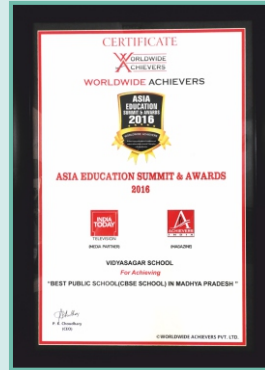 CERTIFICATE
WORLDWIDE
ACHIEVERS
WORLDWIDE ACHIEVERS
ASIA
EDUCATION
SUMMIT & AWARDS
2016
ASIA EDUCATION SUMMIT & AWARDS
2016
INDIA
TODAY
TELEVISION
(MEDIA PARTNER)
ACHIEVERS
(MAGAZINE)
VIDYASAGAR SCHOOL
For Achieving
"BEST PUBLIC SCHOOL(CBSE SCHOOL) IN MADHYA PRADESH "
(CEO)
©WORLDWIDE ACHIEVERS PVT. LTD.